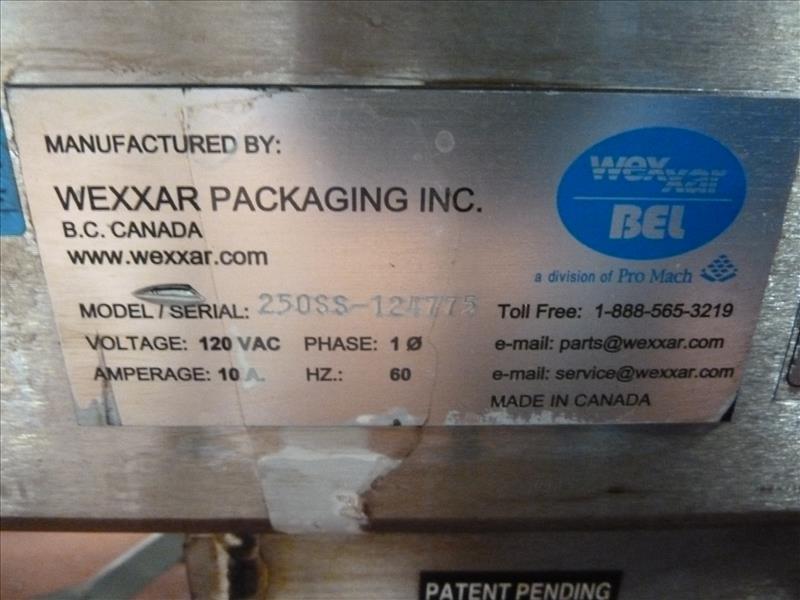 MANUFACTURED BY:
WEXXAR PACKAGING INC.
B.C. CANADA
www.wexxar.com
wexxar
BEL
a division of Pro Mach
MODEL / SERIAL: 250SS-124775
VOLTAGE: 120 VAC PHASE: 1 Ø
AMPERAGE: 10 A. HZ.: 60
Toll Free: 1-888-565-3219
e-mail: parts@wexxar.com
e-mail: service@wexxar.com
MADE IN CANADA
PATENT PENDING